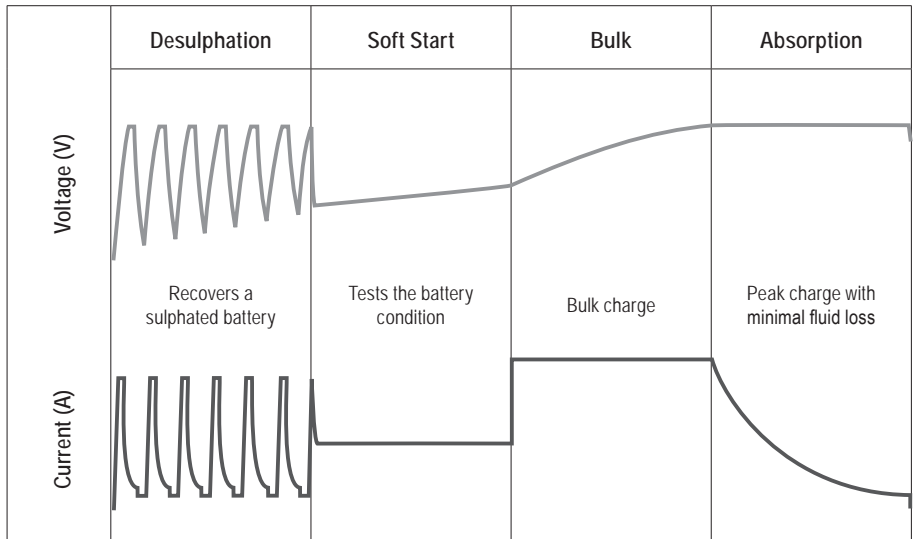 Desulphation
Soft Start
Bulk
Absorption
Voltage (V)
Recovers a
sulphated battery
Tests the battery
condition
Bulk charge
Peak charge with
minimal fluid loss
Current (A)